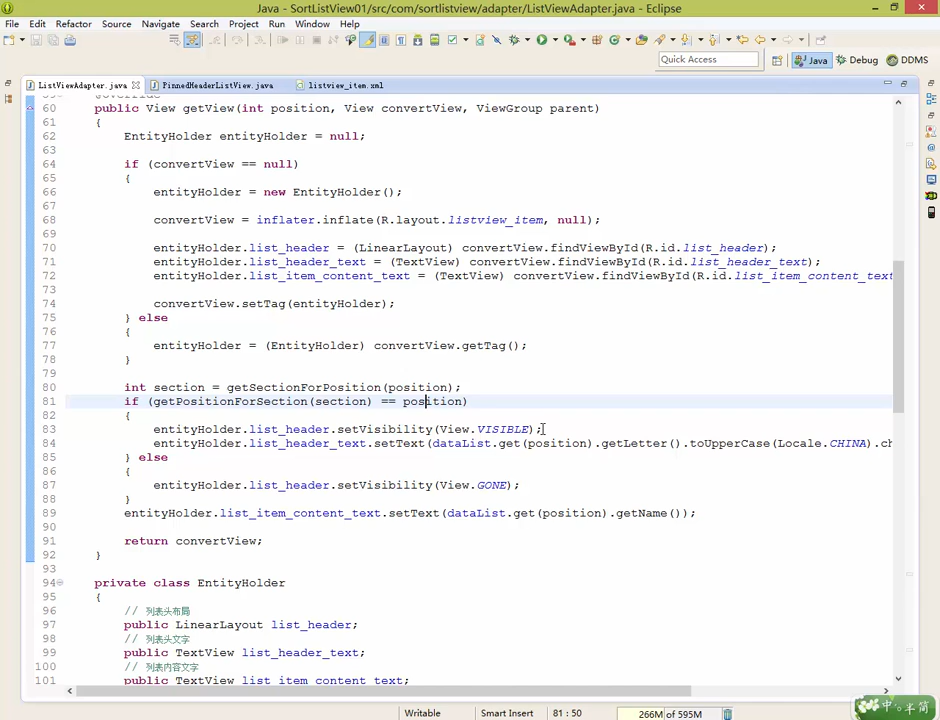 Java - SortListView01/src/com/sortlistview/adapter/ListViewAdapter.java - Eclipse
File Edit Refactor Source Navigate Search Project Run Window Help
Quick Access Java Debug DDMS
ListViewAdapter.java PinnedHeaderListView.java listview_item.xml
60 public View getView(int position, View convertView, ViewGroup parent)
61 {
62 EntityHolder entityHolder = null;
63
64 if (convertView == null)
65 {
66 entityHolder = new EntityHolder();
67
68 convertView = inflater.inflate(R.layout.listview_item, null);
69
70 entityHolder.list_header = (LinearLayout) convertView.findViewById(R.id.list_header);
71 entityHolder.list_header_text = (TextView) convertView.findViewById(R.id.list_header_text);
72 entityHolder.list_item_content_text = (TextView) convertView.findViewById(R.id.list_item_content_text
73
74 convertView.setTag(entityHolder);
75 } else
76 {
77 entityHolder = (EntityHolder) convertView.getTag();
78 }
79
80 int section = getSectionForPosition(position);
81 if (getPositionForSection(section) == position)
82 {
83 entityHolder.list_header.setVisibility(View.VISIBLE);
84 entityHolder.list_header_text.setText(dataList.get(position).getLetter().toUpperCase(Locale.CHINA).ch
85 } else
86 {
87 entityHolder.list_header.setVisibility(View.GONE);
88 }
89 entityHolder.list_item_content_text.setText(dataList.get(position).getName());
90
91 return convertView;
92 }
93
94 private class EntityHolder
95 {
96 // 列表头布局
97 public LinearLayout list_header;
98 // 列表头文字
99 public TextView list_header_text;
100 // 列表内容文字
101 public TextView list_item_content_text;
Writable Smart Insert 81 : 50 266M of 595M
中 半 简